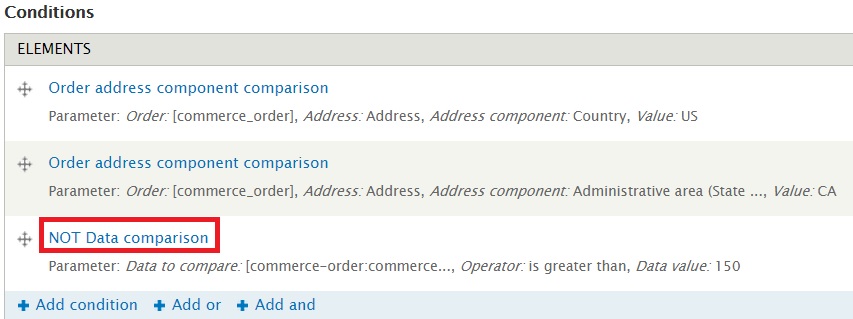 Conditions
ELEMENTS
Order address component comparison
Parameter: Order: [commerce_order], Address: Address, Address component: Country, Value: US
Order address component comparison
Parameter: Order: [commerce_order], Address: Address, Address component: Administrative area (State ..., Value: CA
NOT Data comparison
Parameter: Data to compare: [commerce-order:commerce..., Operator: is greater than, Data value: 150
Add condition Add or Add and